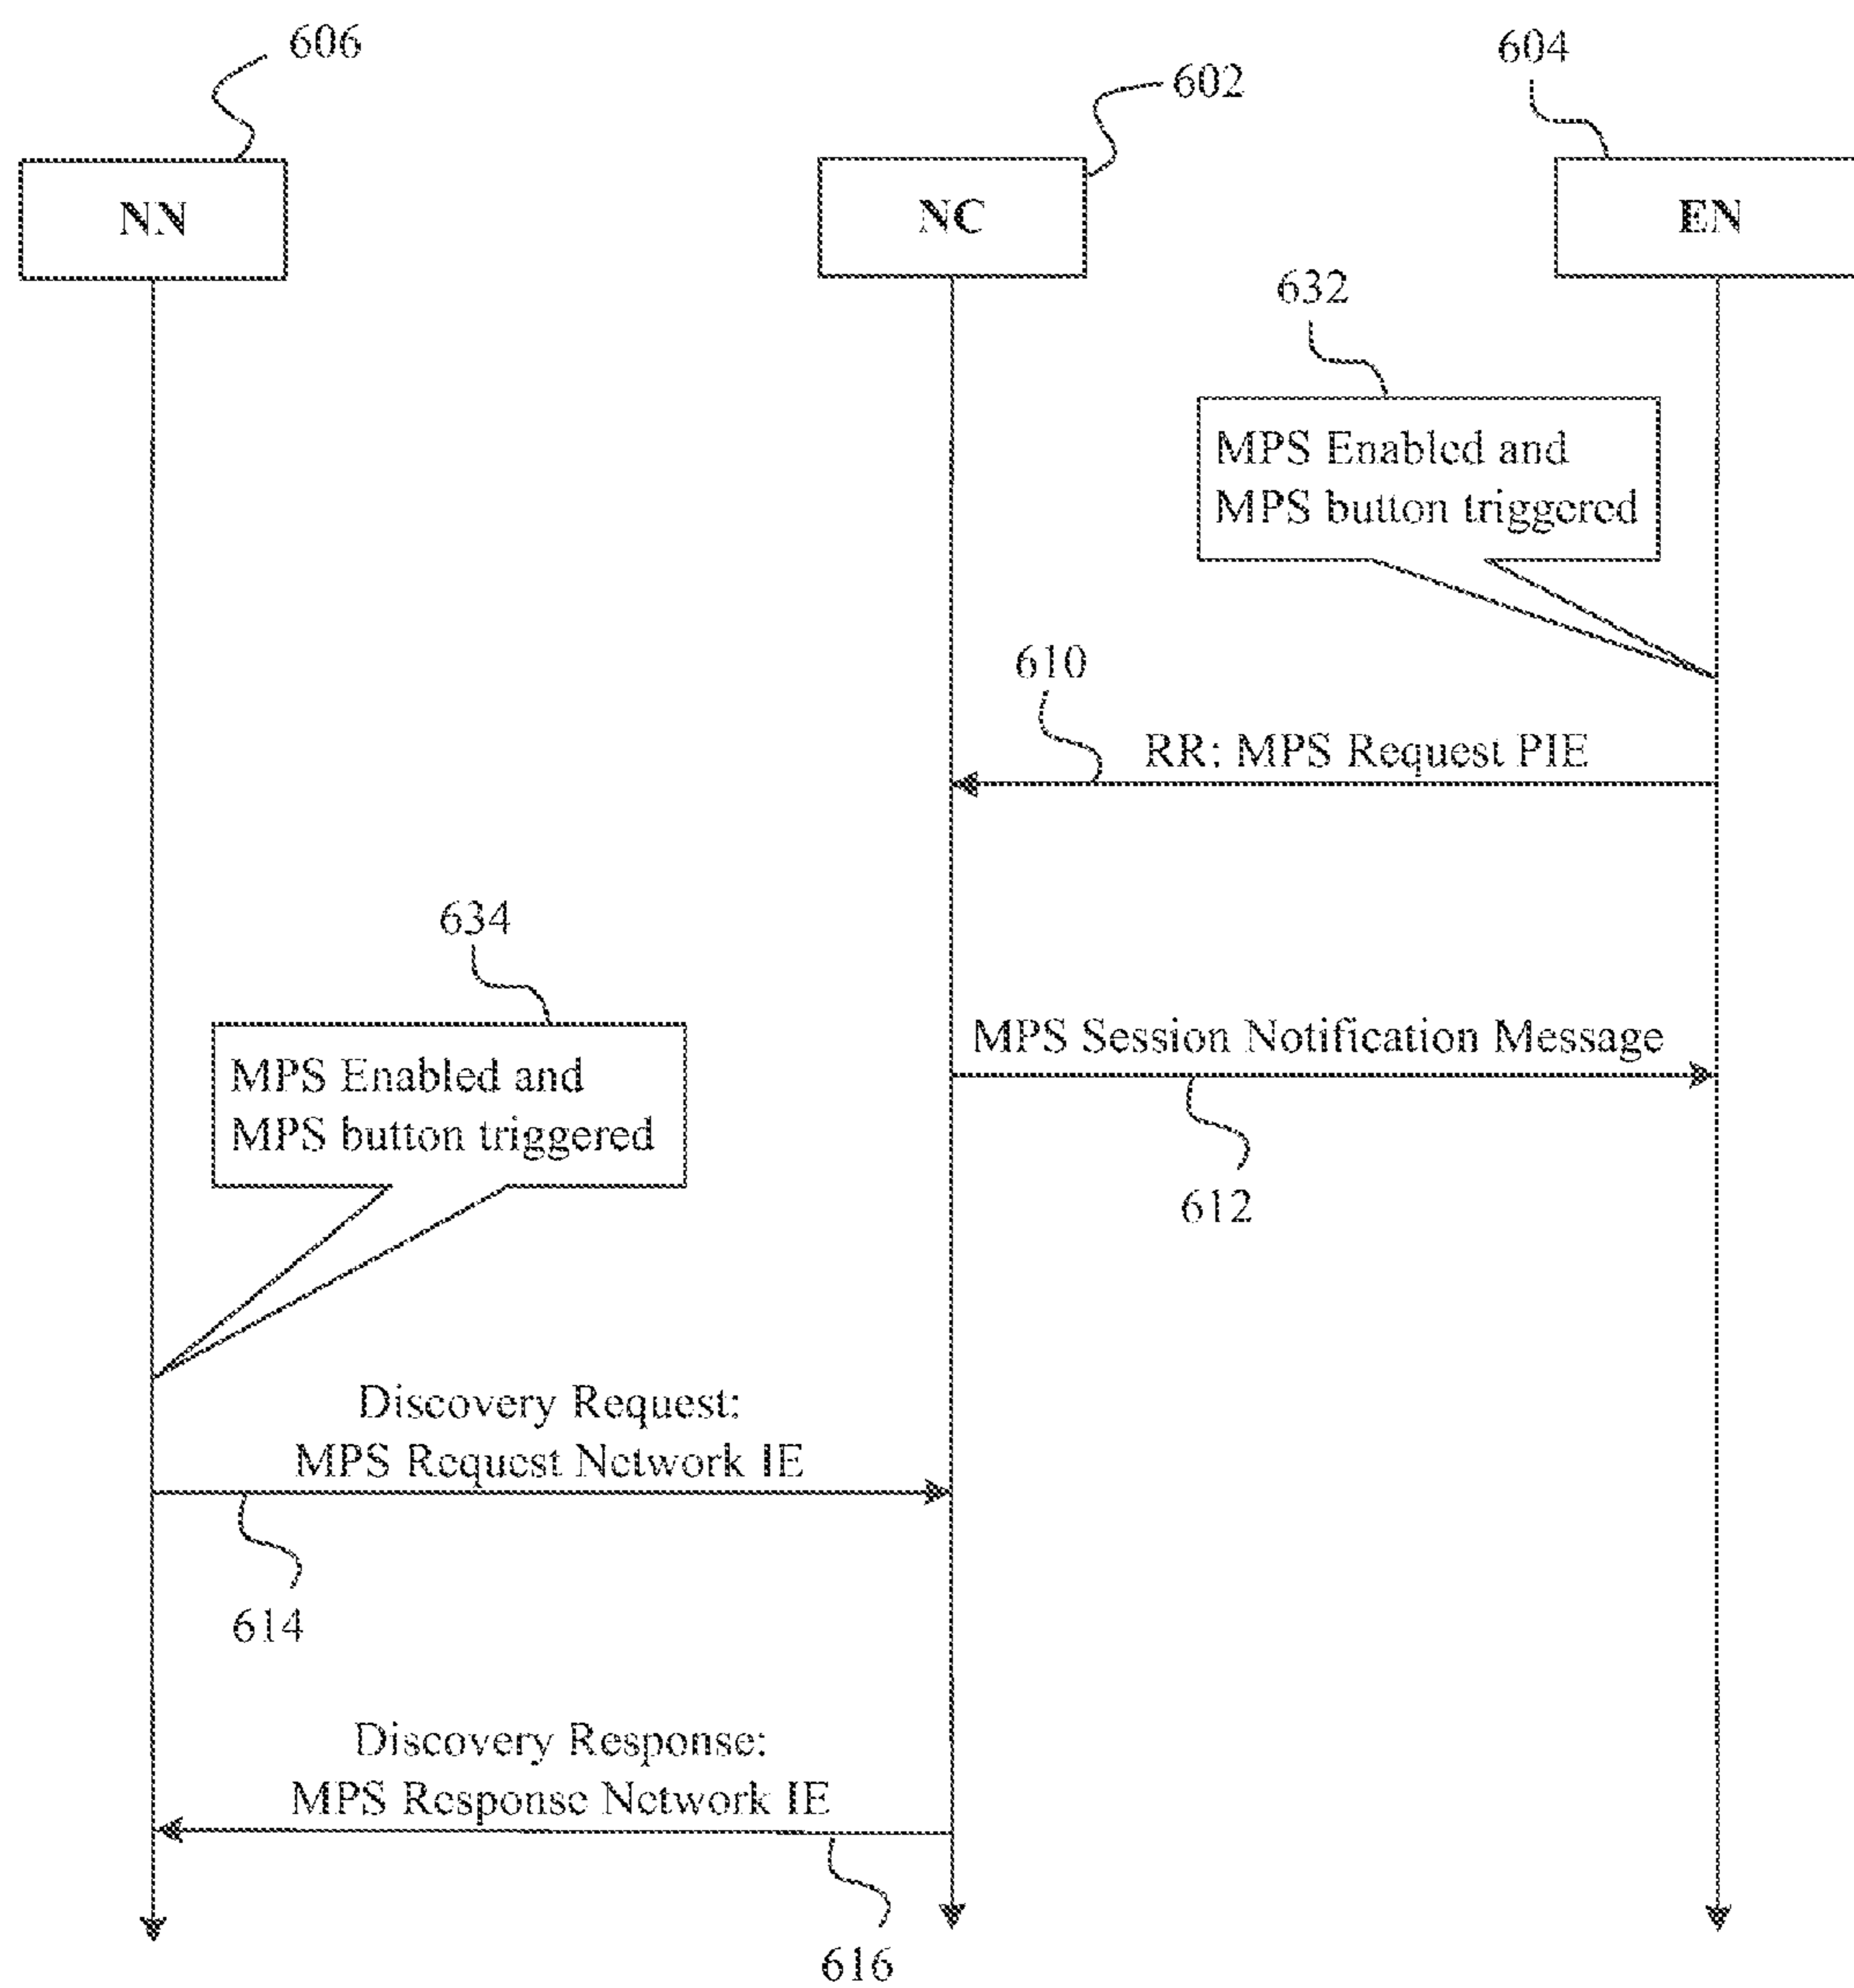 606
602
604
NN
NC
EN
632
MPS Enabled and
MPS button triggered
610
RR: MPS Request PIE
634
MPS Session Notification Message
MPS Enabled and
MPS button triggered
612
Discovery Request:
MPS Request Network IE
614
Discovery Response:
MPS Response Network IE
616